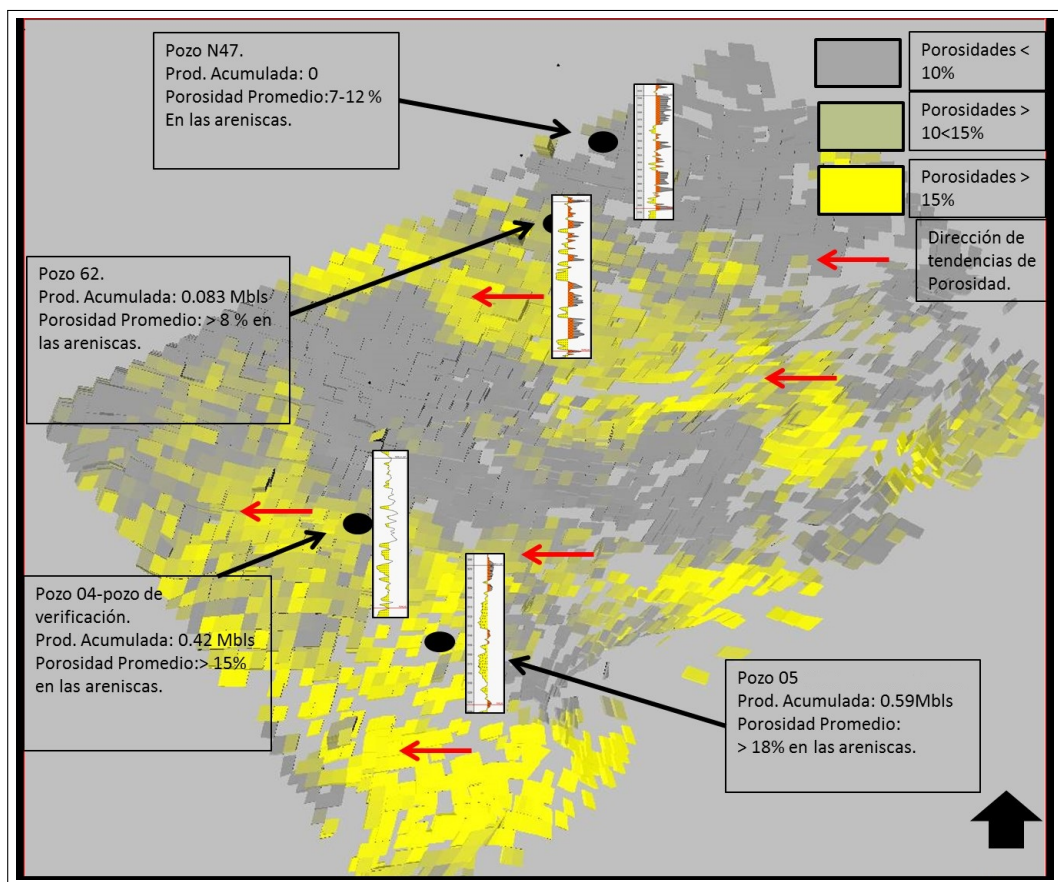 Pozo N47.
Prod. Acumulada: 0
Porosidad Promedio:7-12 %
En las areniscas.
Porosidades <
10%
Porosidades >
10<15%
Porosidades >
15%
Dirección de
tendencias de
Porosidad.
Pozo 62.
Prod. Acumulada: 0.083 Mbls
Porosidad Promedio: > 8 % en
las areniscas.
Pozo 04-pozo de
verificación.
Prod. Acumulada: 0.42 Mbls
Porosidad Promedio:> 15%
en las areniscas.
Pozo 05
Prod. Acumulada: 0.59Mbls
Porosidad Promedio:
> 18% en las areniscas.